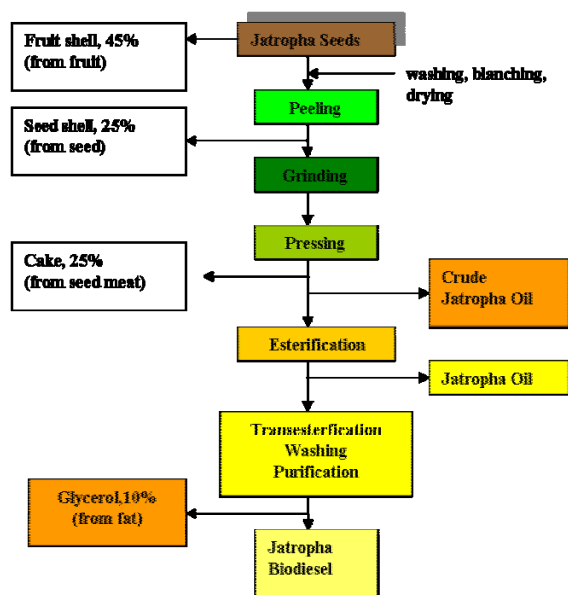 Fruit shell, 45%
(from fruit)
Jatropha Seeds
washing, blanching,
drying
Peeling
Seed shell, 25%
(from seed)
Grinding
Pressing
Cake, 25%
(from seed meat)
Crude
Jatropha Oil
Esterification
Jatropha Oil
Transesterfication
Washing
Purification
Glycerol,10%
(from fat)
Jatropha
Biodiesel